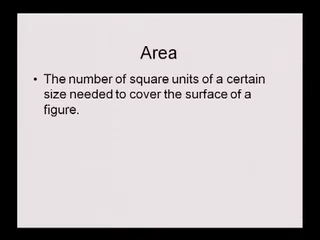 Area
• The number of square units of a certain
size needed to cover the surface of a
figure.